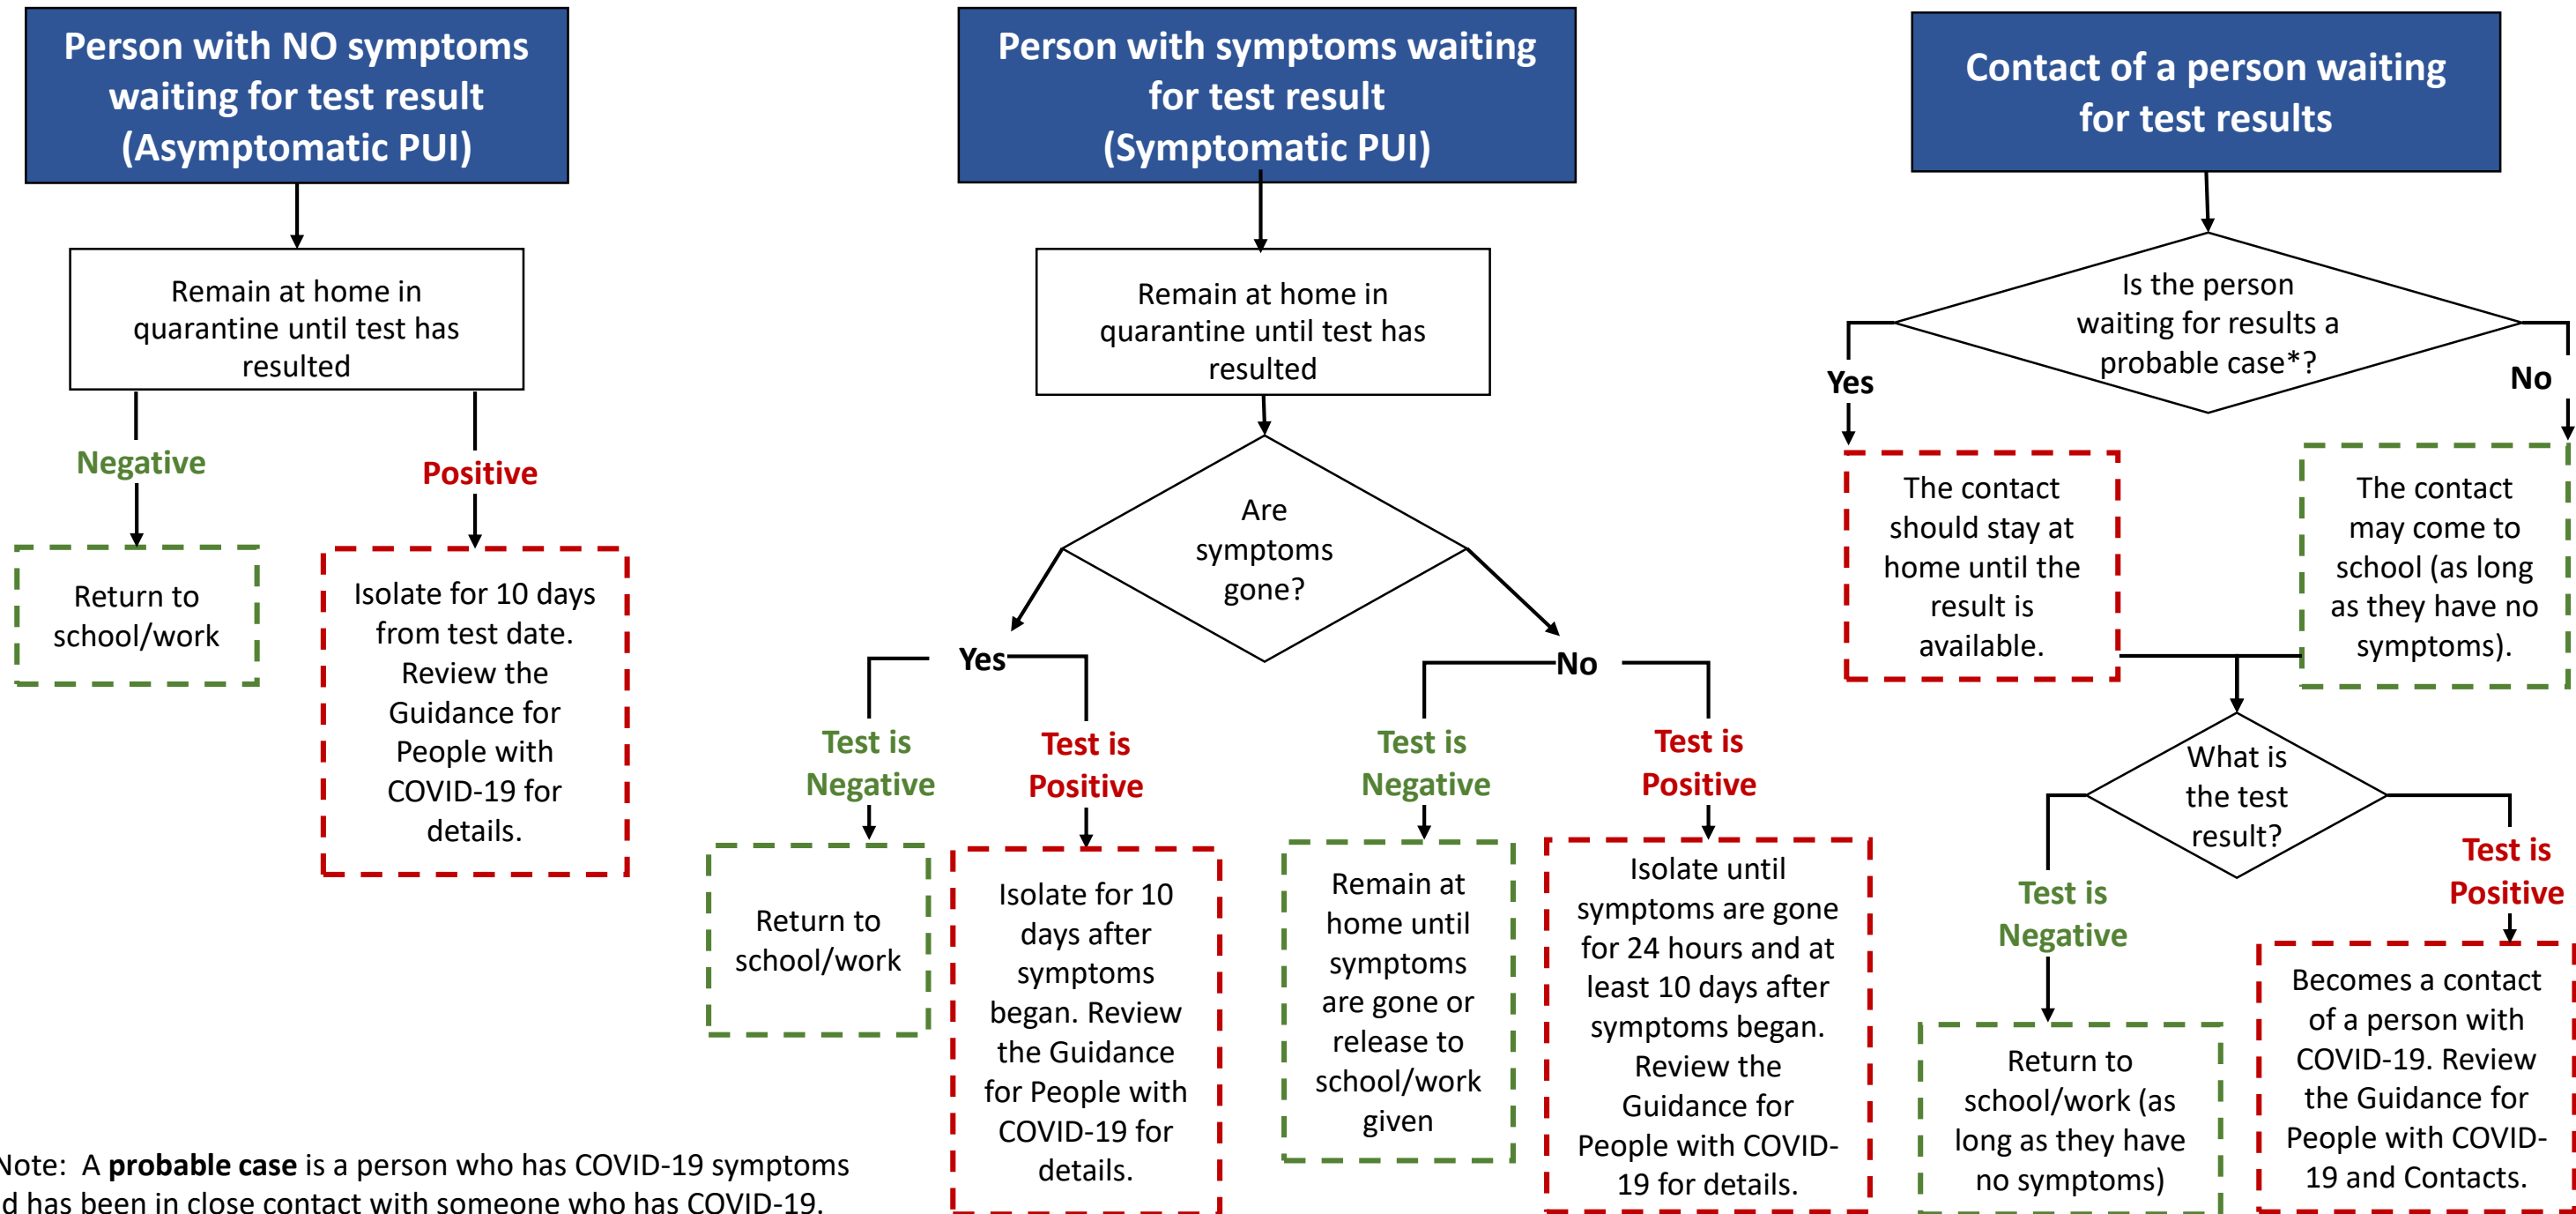 Person with NO symptoms
waiting for test result
(Asymptomatic PUI)
Remain at home in
quarantine until test has
resulted
Negative
Positive
Return to
school/work
Isolate for 10 days
from test date.
Review the
Guidance for
People with
COVID-19 for
details.
Person with symptoms waiting
for test result
(Symptomatic PUI)
Remain at home in
quarantine until test has
resulted
Are
symptoms
gone?
Yes
No
Test is
Negative
Test is
Positive
Test is
Negative
Test is
Positive
Return to
school/work
Isolate for 10
days after
symptoms
began. Review
the Guidance
for People with
COVID-19 for
details.
Remain at
home until
symptoms
are gone or
release to
school/work
given
Isolate until
symptoms are gone
for 24 hours and at
least 10 days after
symptoms began.
Review the
Guidance for
People with COVID-
19 for details.
Contact of a person waiting
for test results
Is the person
waiting for results a
probable case*?
Yes
No
The contact
should stay at
home until the
result is
available.
The contact
may come to
school (as long
as they have no
symptoms).
What is
the test
result?
Test is
Negative
Test is
Positive
Return to
school/work (as
long as they have
no symptoms)
Becomes a contact
of a person with
COVID-19. Review
the Guidance for
People with COVID-
19 and Contacts.
Note: A probable case is a person who has COVID-19 symptoms
d has been in close contact with someone who has COVID-19.